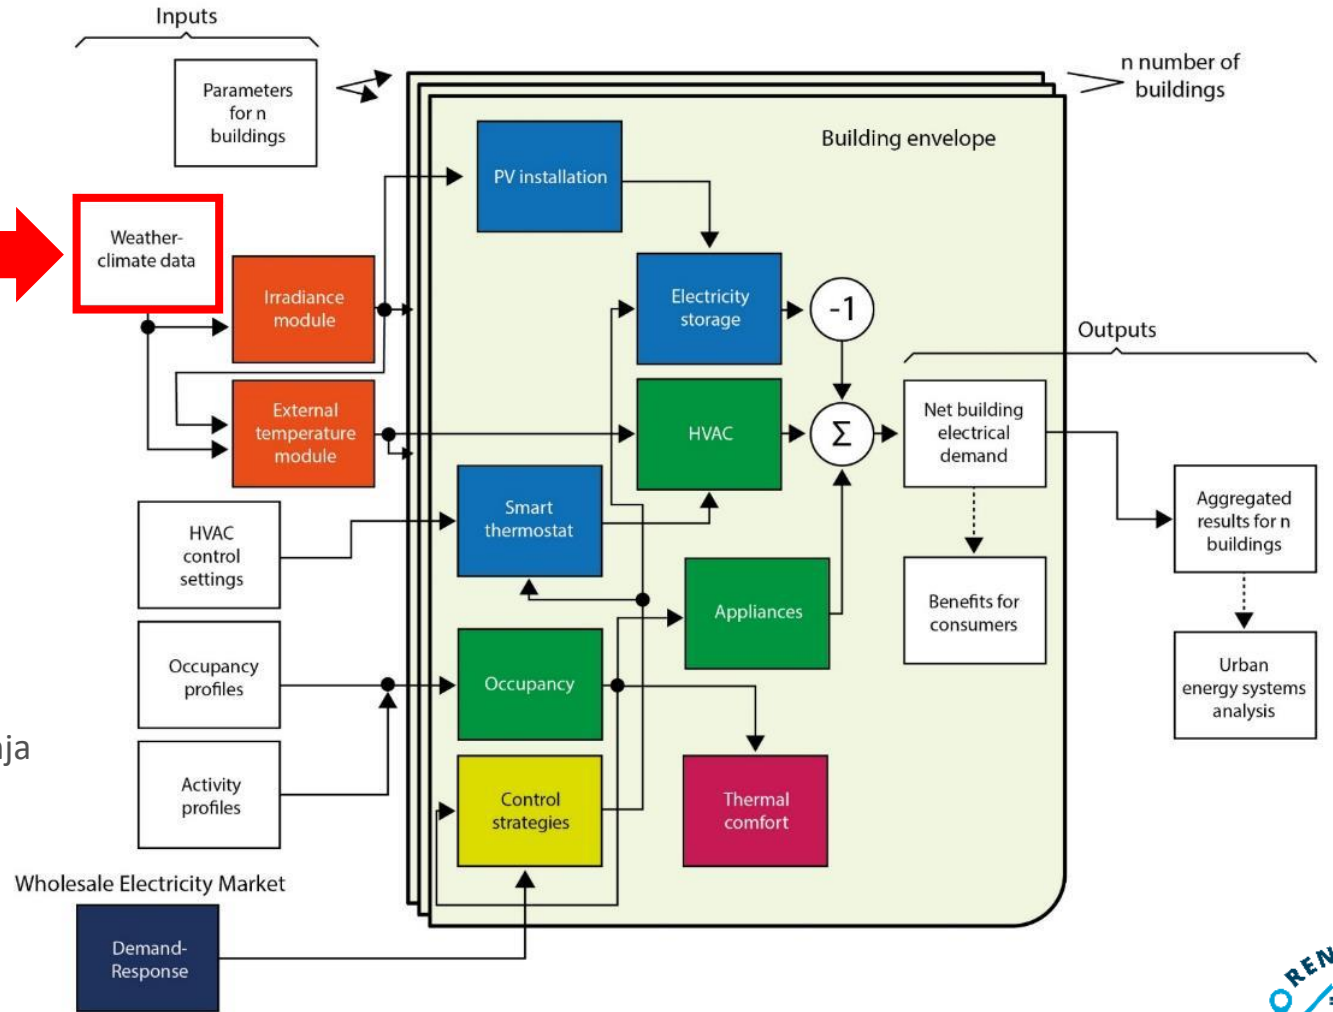 Inputs
n number of
buildings
Parameters
for n
buildings
Building envelope
PV installation
Weather-
climate data
Irradiance
module
Electricity
storage
-1
Outputs
External
temperature
module
HVAC
Σ
Net building
electrical
demand
Smart
thermostat
HVAC
control
settings
Aggregated
results for n
buildings
Appliances
Benefits for
consumers
Occupancy
profiles
Occupancy
Urban
energy systems
analysis
Activity
profiles
Control
strategies
Thermal
comfort
Wholesale Electricity Market
Demand-
Response